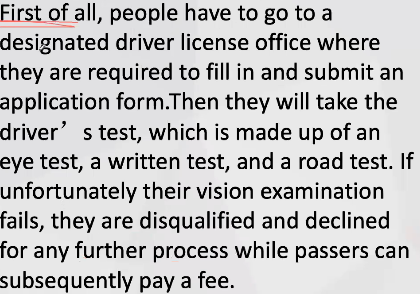 First of all, people have to go to a
designated driver license office where
they are required to fill in and submit an
application form.Then they will take the
driver’s test, which is made up of an
eye test, a written test, and a road test. If
unfortunately their vision examination
fails, they are disqualified and declined
for any further process while passers can
subsequently pay a fee.